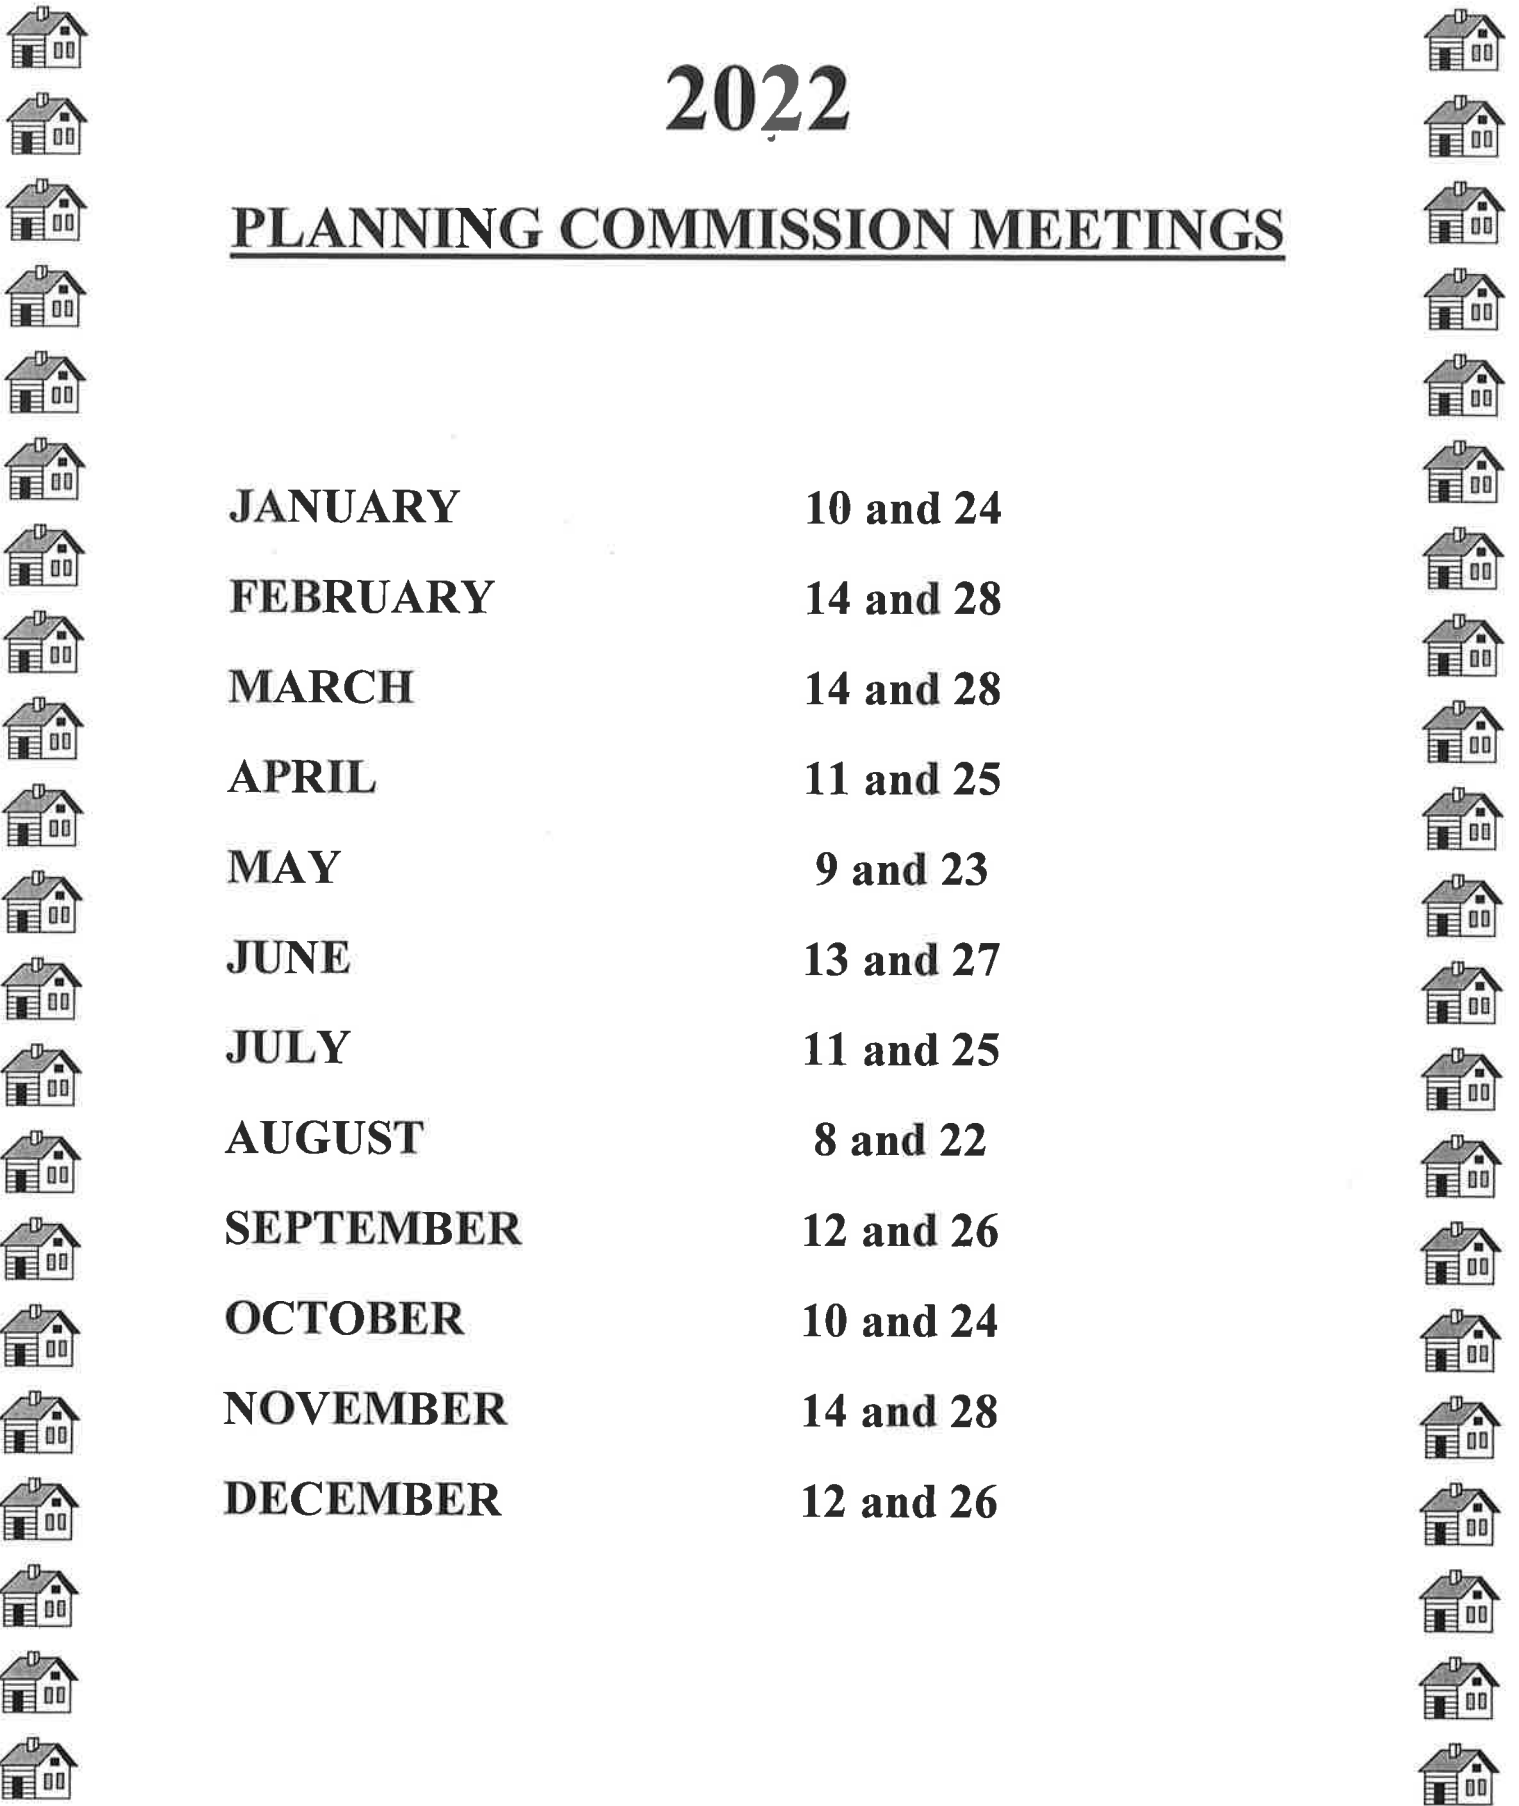 2022
PLANNING COMMISSION MEETINGS
JANUARY 10 and 24
FEBRUARY 14 and 28
MARCH 14 and 28
APRIL 11 and 25
MAY 9 and 23
JUNE 13 and 27
JULY 11 and 25
AUGUST 8 and 22
SEPTEMBER 12 and 26
OCTOBER 10 and 24
NOVEMBER 14 and 28
DECEMBER 12 and 26